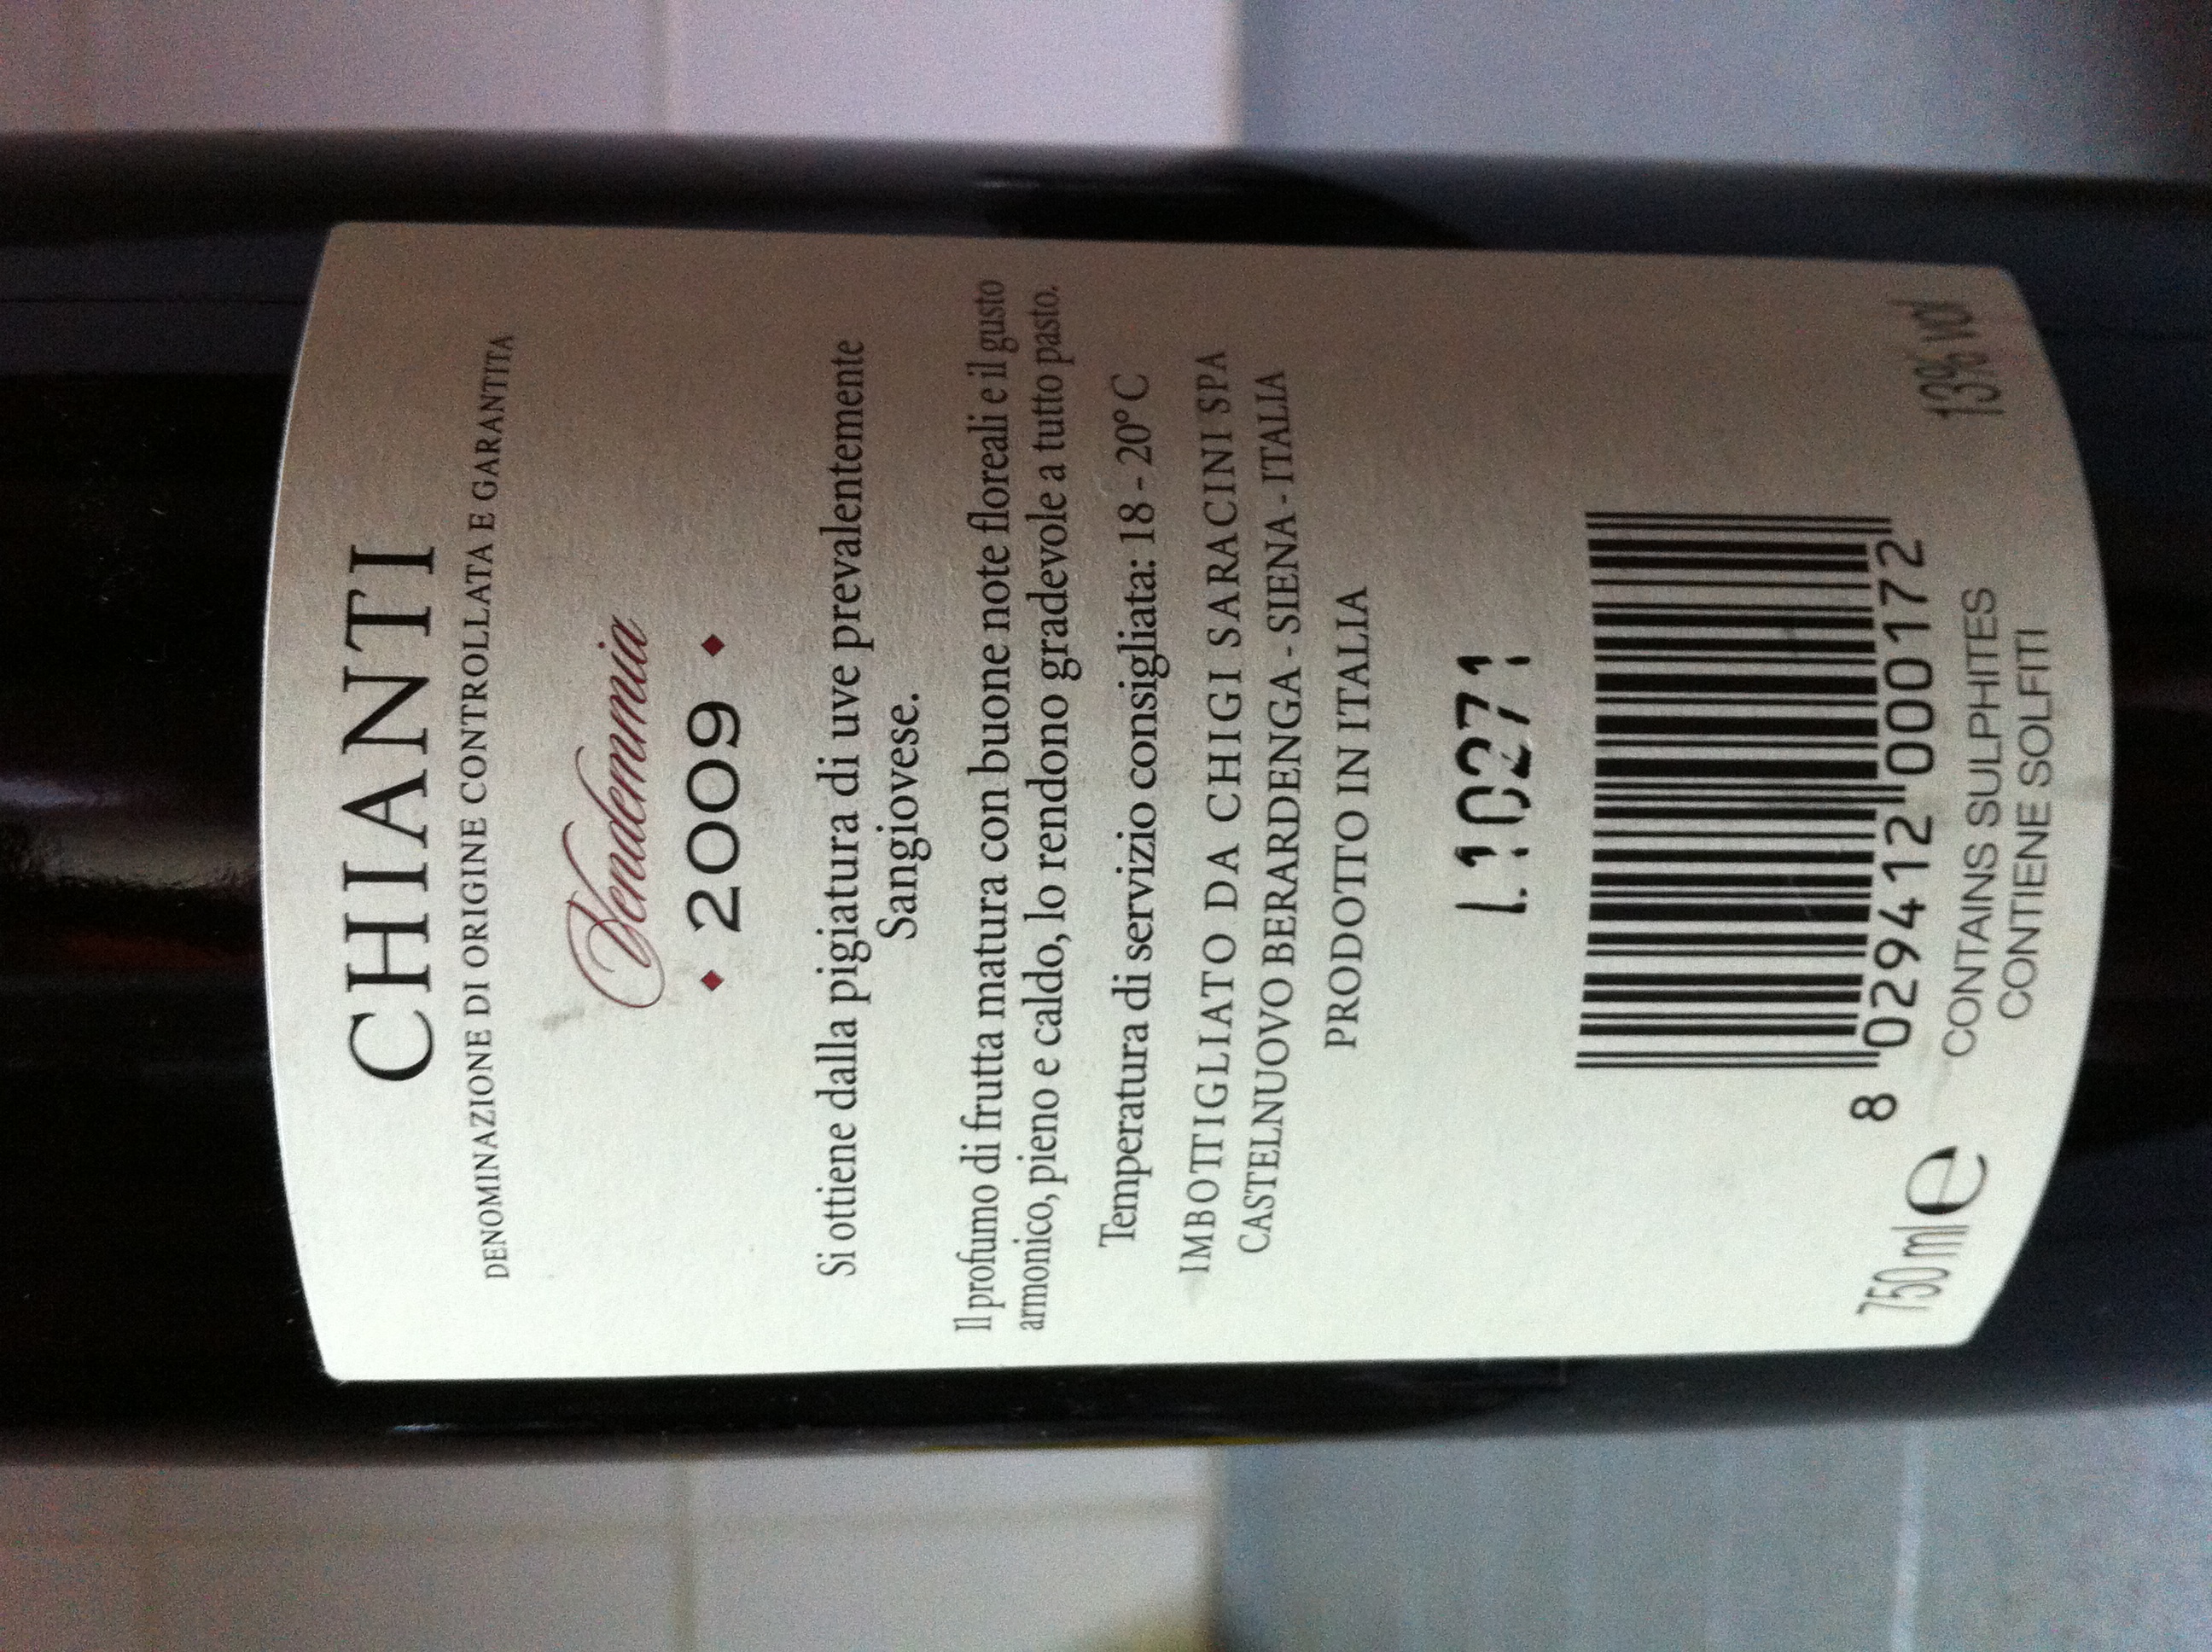 CHIANTI
DENOMINAZIONE DI ORIGINE CONTROLLATA E GARANTITA
Vendemmia
2009
Si ottiene dalla pigiatura di uve prevalentemente
Sangiovese.
Il profumo di frutta matura con buone note floreali e il gusto
armonico, pieno e caldo, lo rendono gradevole a tutto pasto.
Temperatura di servizio consigliata: 18 - 20° C
IMBOTTIGLIATO DA CHIGI SARACINI SPA
CASTELNUOVO BERARDENGA - SIENA - ITALIA
PRODOTTO IN ITALIA
L.10271
8 029412 000172
CONTAINS SULPHITES
CONTIENE SOLFITI
750 ml e
13% vol